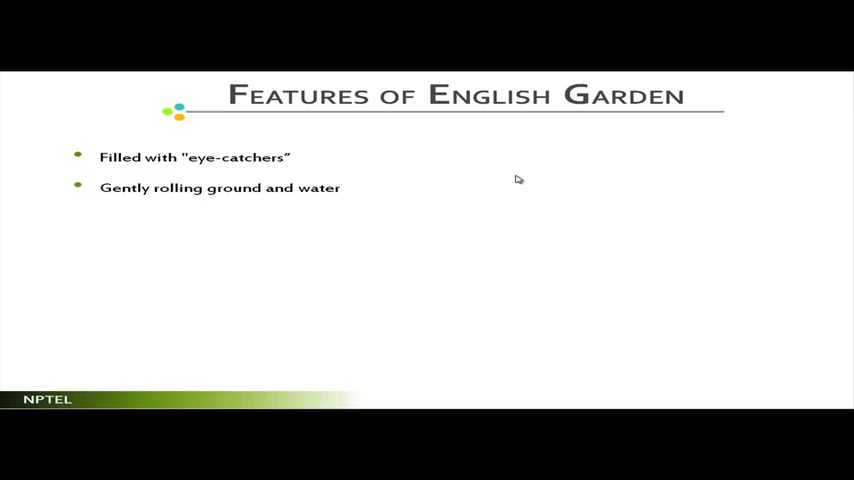 FEATURES OF ENGLISH GARDEN
Filled with "eye-catchers”
Gently rolling ground and water
NPTEL